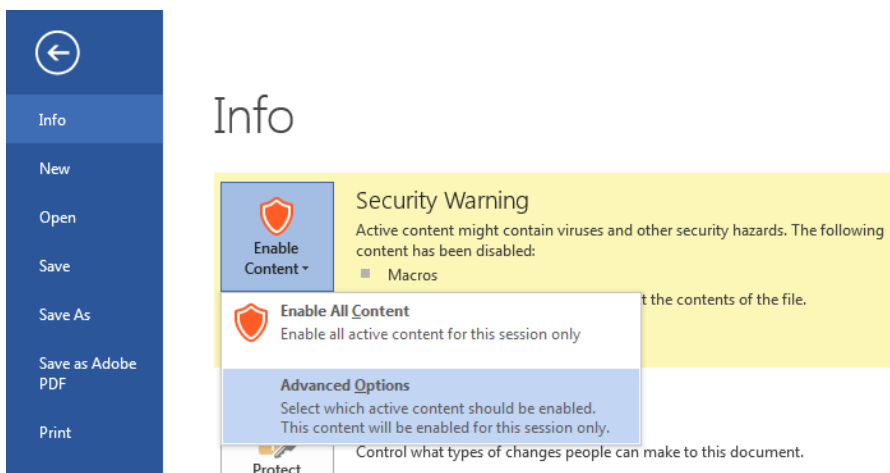 Info
New
Open
Save
Save As
Save as Adobe
PDF
Print
Info
Enable
Content
Security Warning
Active content might contain viruses and other security hazards. The following
content has been disabled:
Macros
t the contents of the file.
Enable All Content
Enable all active content for this session only
Advanced Options
Select which active content should be enabled.
This content will be enabled for this session only.
Protect
Control what types of changes people can make to this document.